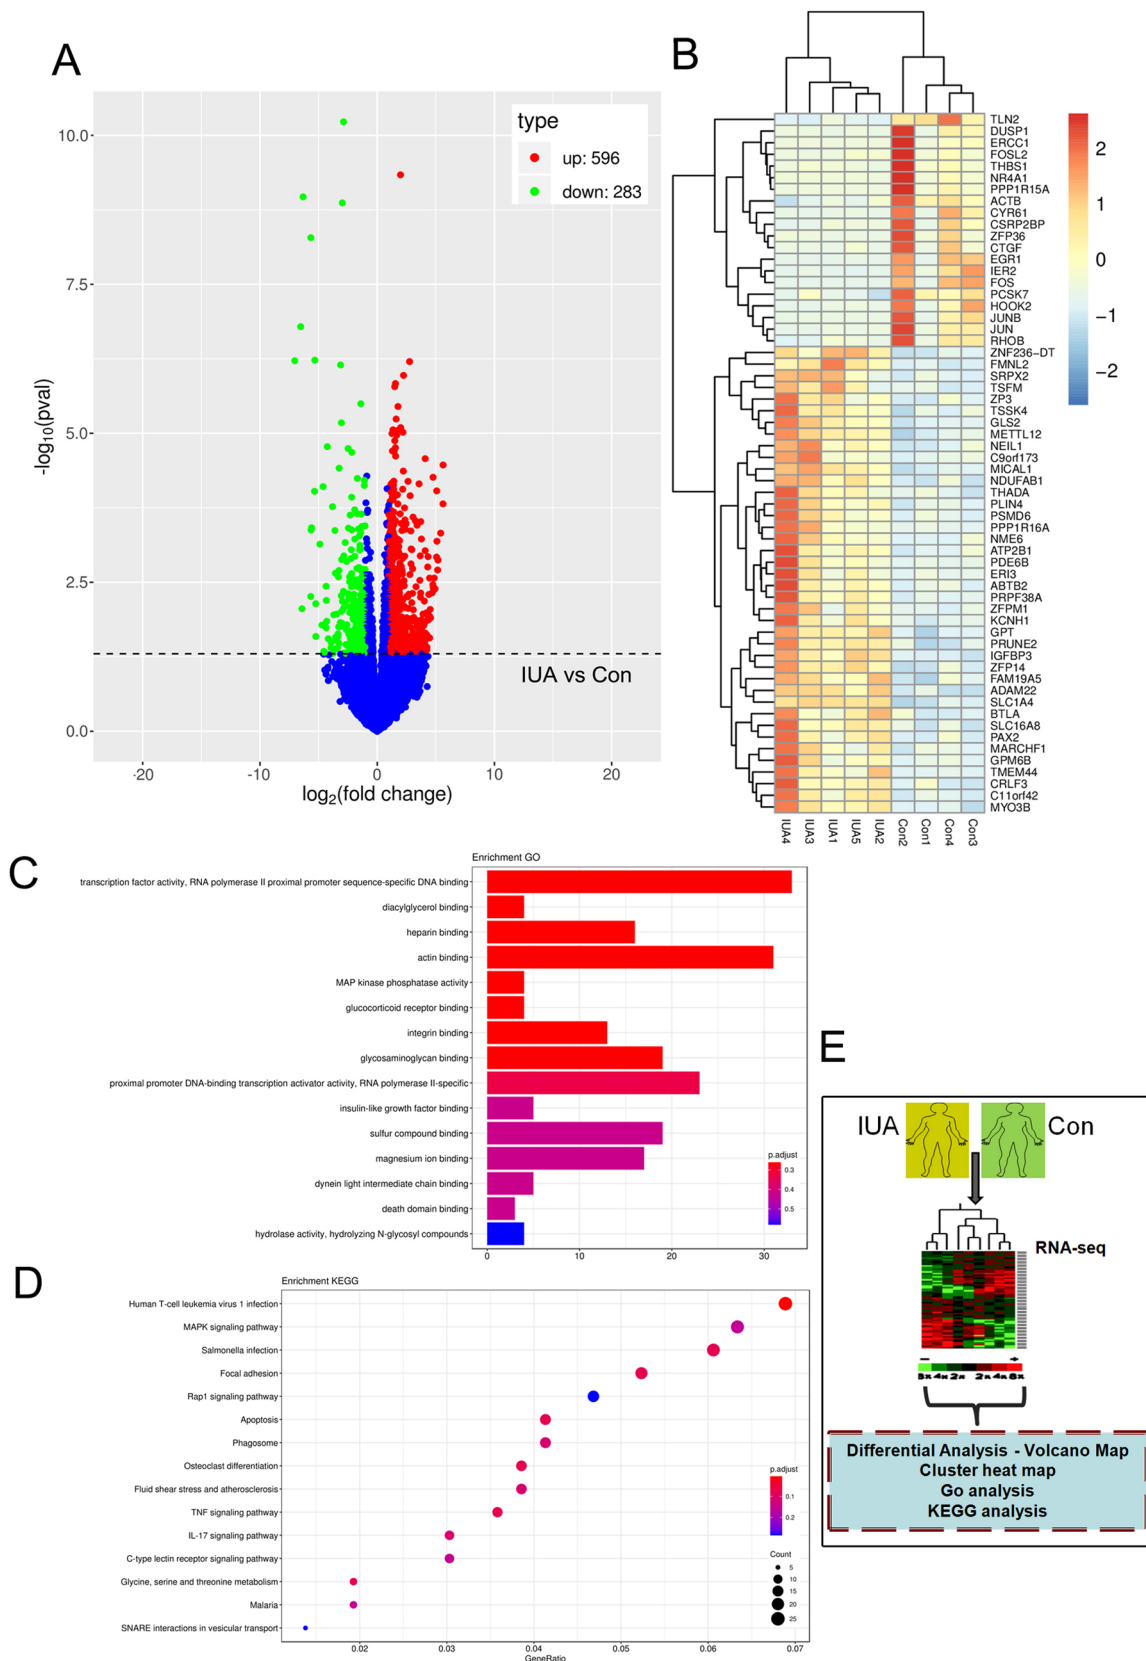 A
type
up: 596
down: 283
10.0
7.5
5.0
2.5
0.0
-log10(pval)
IUA vs Con
-20
-10
0
10
20
log2(fold change)
B
TLN2
DUSP1
ERCC1
FOSL2
THBS1
NR4A1
PPP1R15A
ACTB
CYR61
CSRP2BP
ZFP36
CTGF
EGR1
IER2
FOS
PCSK7
HOOK2
JUNB
JUN
RHOB
ZNF236-DT
FMNL2
SRPX2
TSFM
ZP3
TSSK4
GLS2
METTL12
NEIL1
C9orf173
MICAL1
NDUFAB1
THADA
PLIN4
PSMD6
PPP1R16A
NME6
ATP2B1
PDE6B
ERI3
ABTB2
PRPF38A
ZFPM1
KCNH1
GPT
PRUNE2
IGFBP3
ZFP14
FAM19A5
ADAM22
SLC1A4
BTLA
SLC16A8
PAX2
MARCHF1
GPM6B
TMEM44
CRLF3
C11orf42
MYO3B
2
1
0
-1
-2
IUA4
IUA3
IUA1
IUA5
IUA2
Con2
Con1
Con4
Con3
C
Enrichment GO
transcription factor activity, RNA polymerase II proximal promoter sequence-specific DNA binding
diacylglycerol binding
heparin binding
actin binding
MAP kinase phosphatase activity
glucocorticoid receptor binding
integrin binding
glycosaminoglycan binding
proximal promoter DNA-binding transcription activator activity, RNA polymerase II-specific
insulin-like growth factor binding
sulfur compound binding
magnesium ion binding
dynein light intermediate chain binding
death domain binding
hydrolase activity, hydrolyzing N-glycosyl compounds
p.adjust
0.3
0.4
0.5
0
10
20
30
D
Enrichment KEGG
Human T-cell leukemia virus 1 infection
MAPK signaling pathway
Salmonella infection
Focal adhesion
Rap1 signaling pathway
Apoptosis
Phagosome
Osteoclast differentiation
Fluid shear stress and atherosclerosis
TNF signaling pathway
IL-17 signaling pathway
C-type lectin receptor signaling pathway
Glycine, serine and threonine metabolism
Malaria
SNARE interactions in vesicular transport
p.adjust
0.1
0.2
Count
5
10
15
20
25
0.02
0.03
0.04
0.05
0.06
0.07
GeneRatio
E
IUA
Con
RNA-seq
− +
8x 4x 2x 2x 4x 8x
Differential Analysis - Volcano Map
Cluster heat map
Go analysis
KEGG analysis